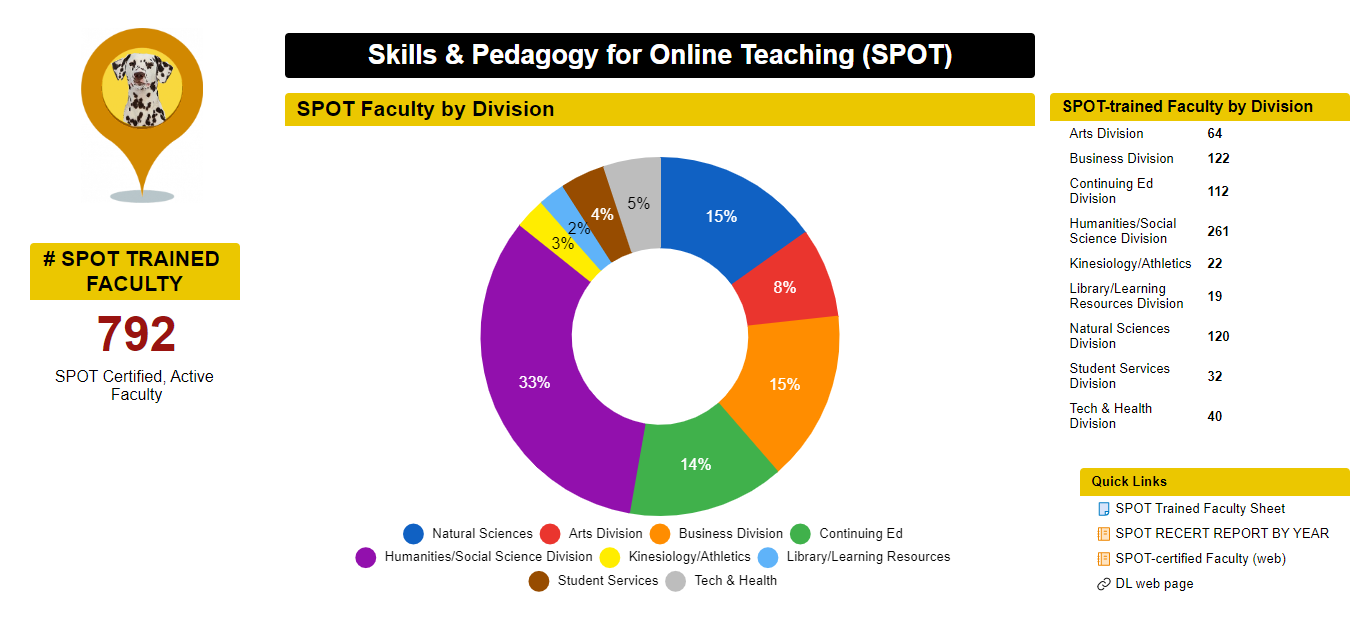 Skills & Pedagogy for Online Teaching (SPOT)
# SPOT TRAINED
FACULTY
792
SPOT Certified, Active
Faculty
SPOT Faculty by Division
15%
8%
15%
14%
33%
3%
2%
4%
5%
Natural Sciences Arts Division Business Division Continuing Ed
Humanities/Social Science Division Kinesiology/Athletics Library/Learning Resources
Student Services Tech & Health
SPOT-trained Faculty by Division
Arts Division 64
Business Division 122
Continuing Ed
Division 112
Humanities/Social
Science Division 261
Kinesiology/Athletics 22
Library/Learning
Resources Division 19
Natural Sciences
Division 120
Student Services
Division 32
Tech & Health
Division 40
Quick Links
SPOT Trained Faculty Sheet
SPOT RECERT REPORT BY YEAR
SPOT-certified Faculty (web)
DL web page